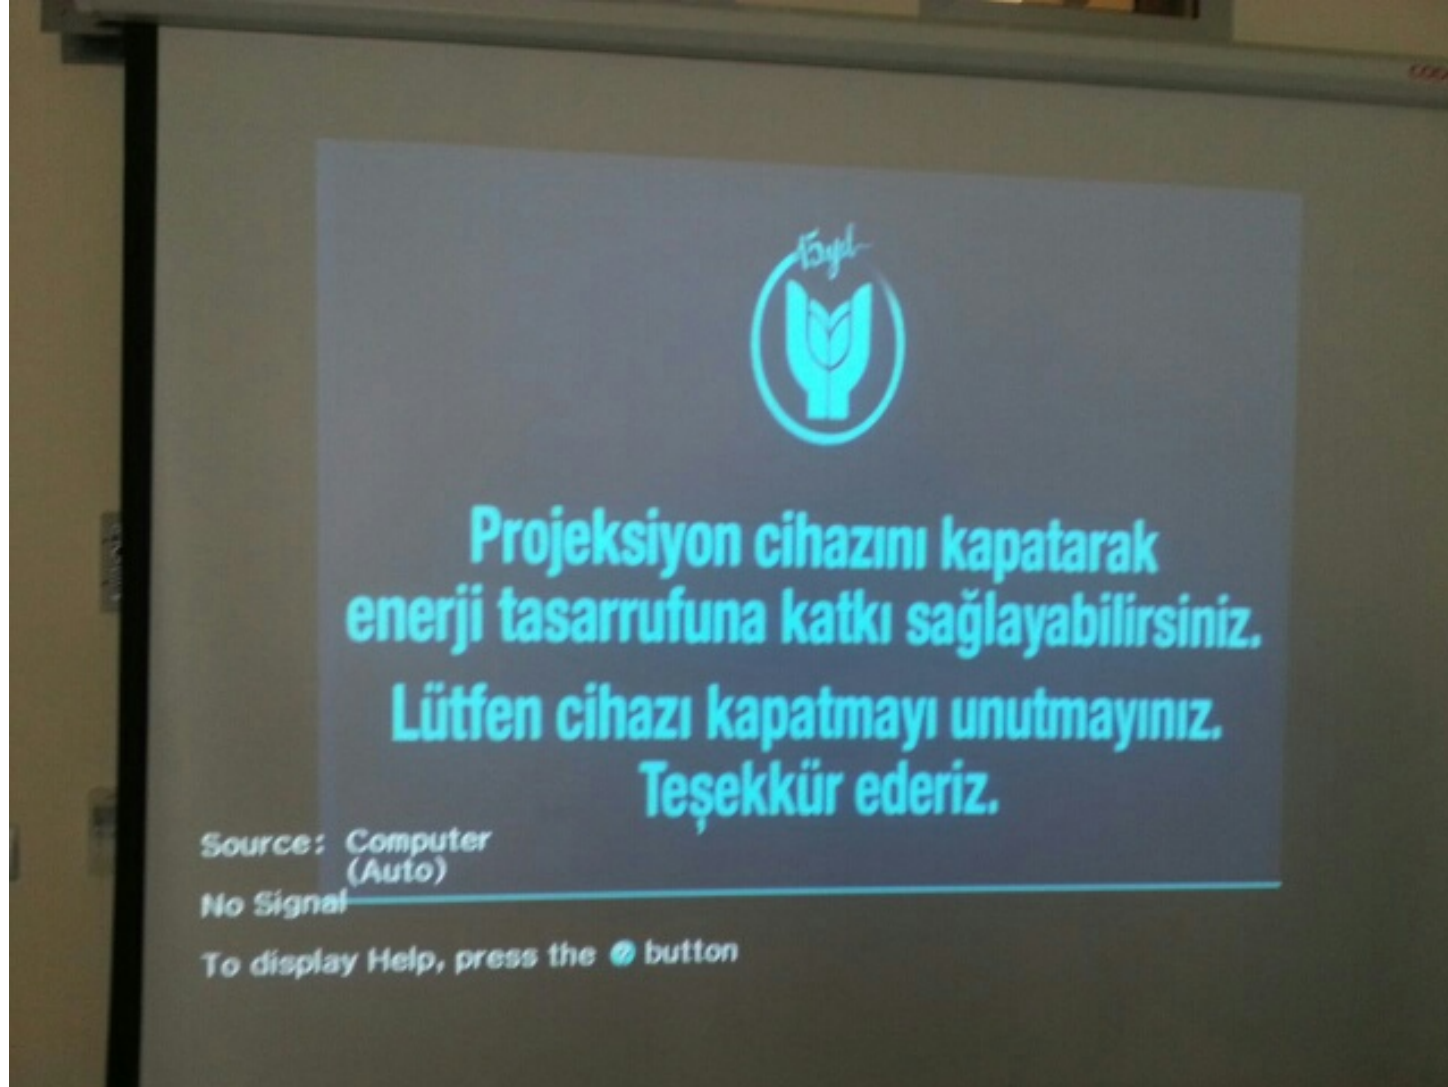 15 yıl
Projeksiyon cihazını kapatarak
enerji tasarrufuna katkı sağlayabilirsiniz.
Lütfen cihazı kapatmayı unutmayınız.
Teşekkür ederiz.
Source: Computer
(Auto)
No Signal
To display Help, press the ? button